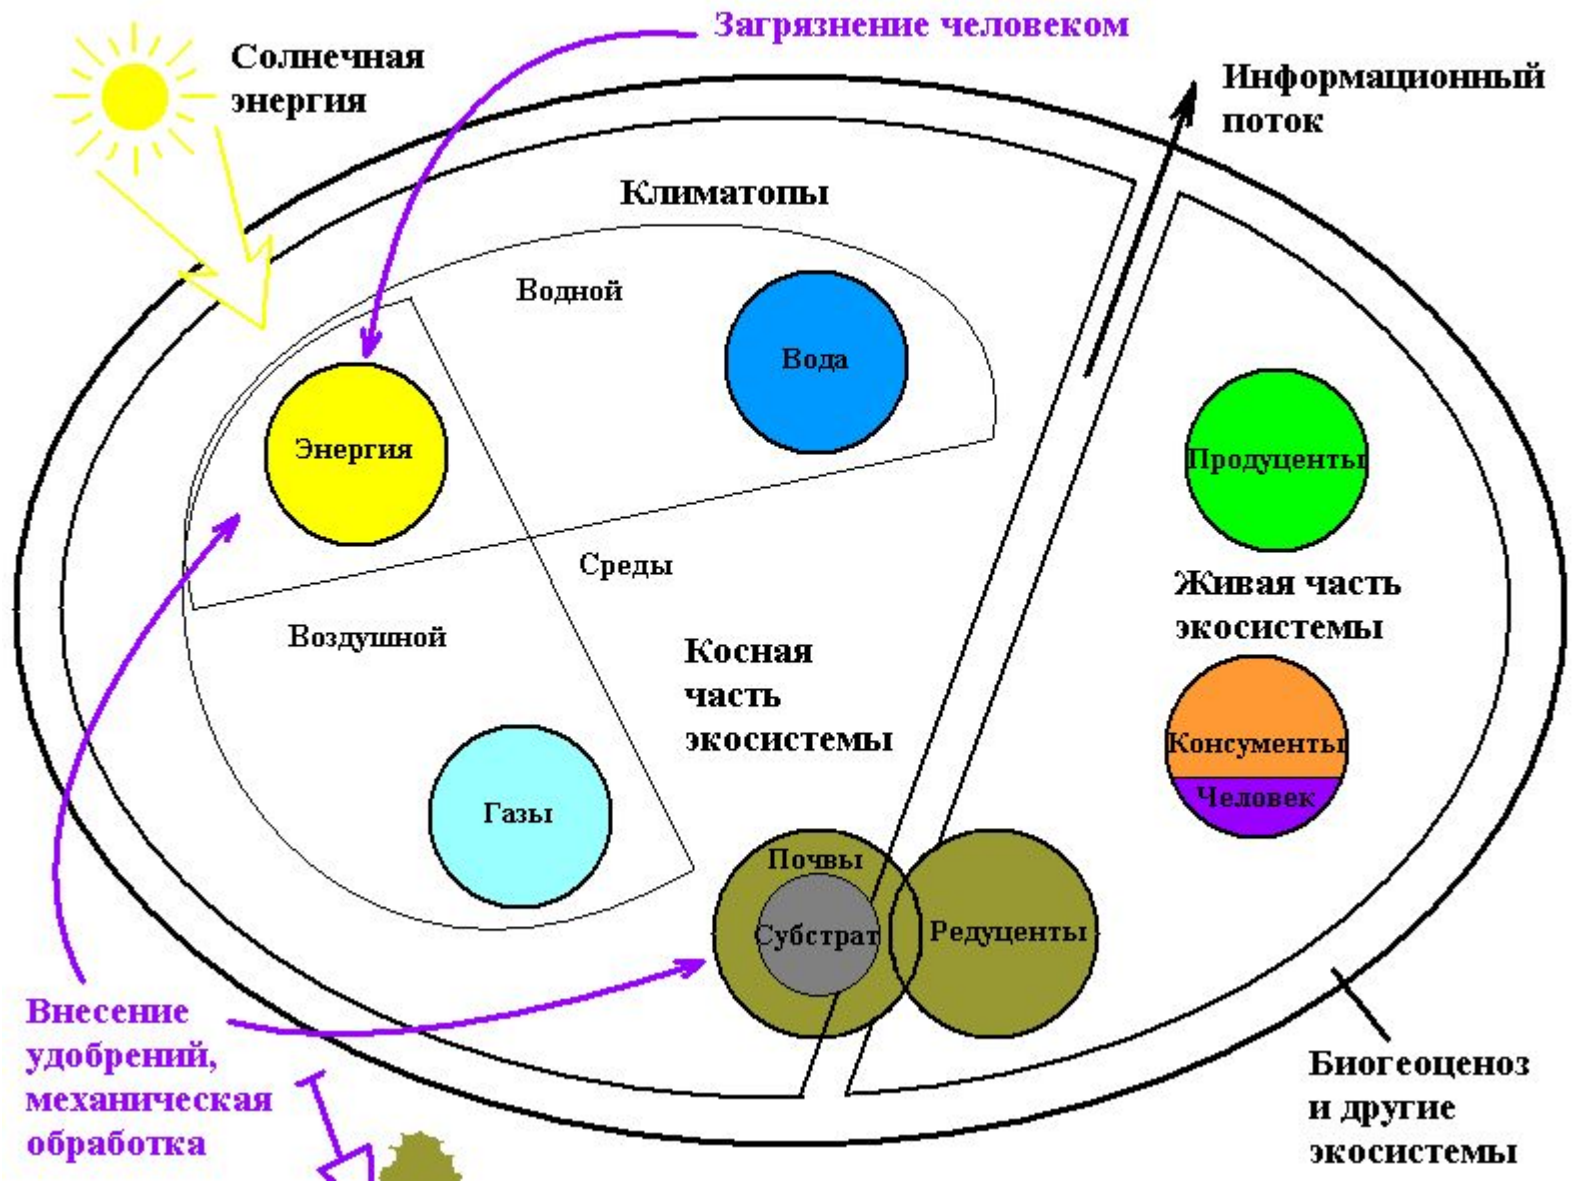 Загрязнение человеком
Солнечная
энергия
Информационный
поток
Климатопы
Водной
Вода
Энергия
Продуценты
Среды
Живая часть
экосистемы
Воздушной
Косная
часть
экосистемы
Консументы
Человек
Газы
Почвы
Субстрат
Редуценты
Внесение
удобрений,
механическая
обработка
Биогеоценоз
и другие
экосистемы